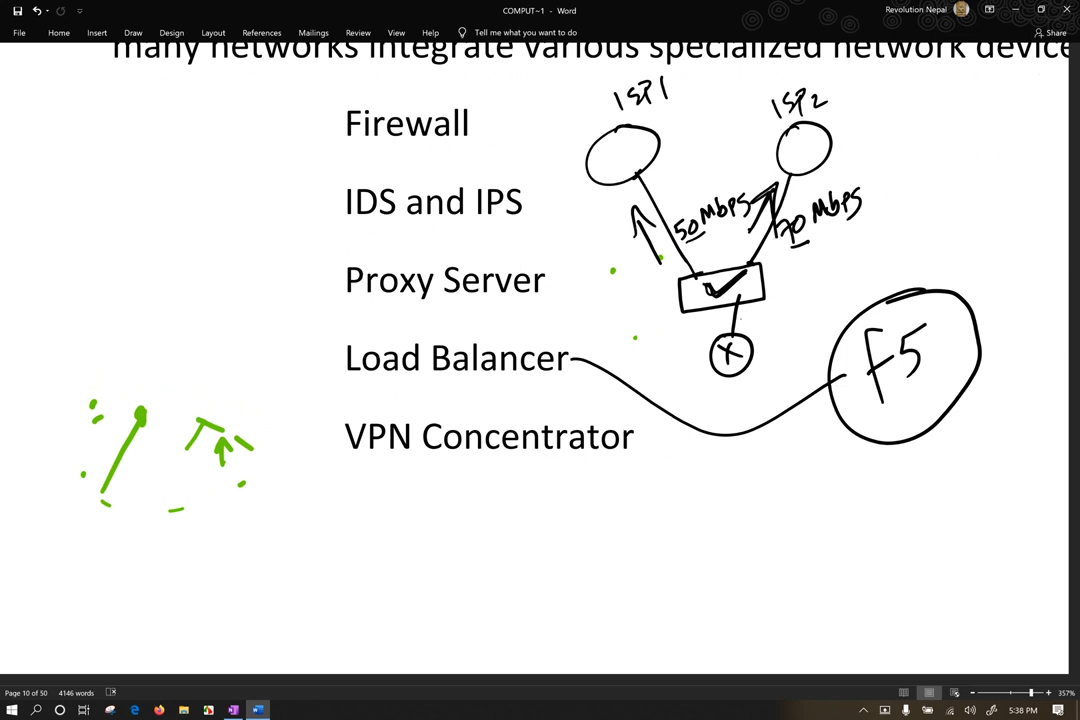 COMPUT~1 - Word
Revolution Nepal
File Home Insert Draw Design Layout References Mailings Review View Help Tell me what you want to do Share
many networks integrate various specialized network device
ISP1 ISP2
Firewall
IDS and IPS
50 Mbps 70 Mbps
Proxy Server
Load Balancer
X
F5
VPN Concentrator
Page 10 of 50 4146 words
357%
5:38 PM